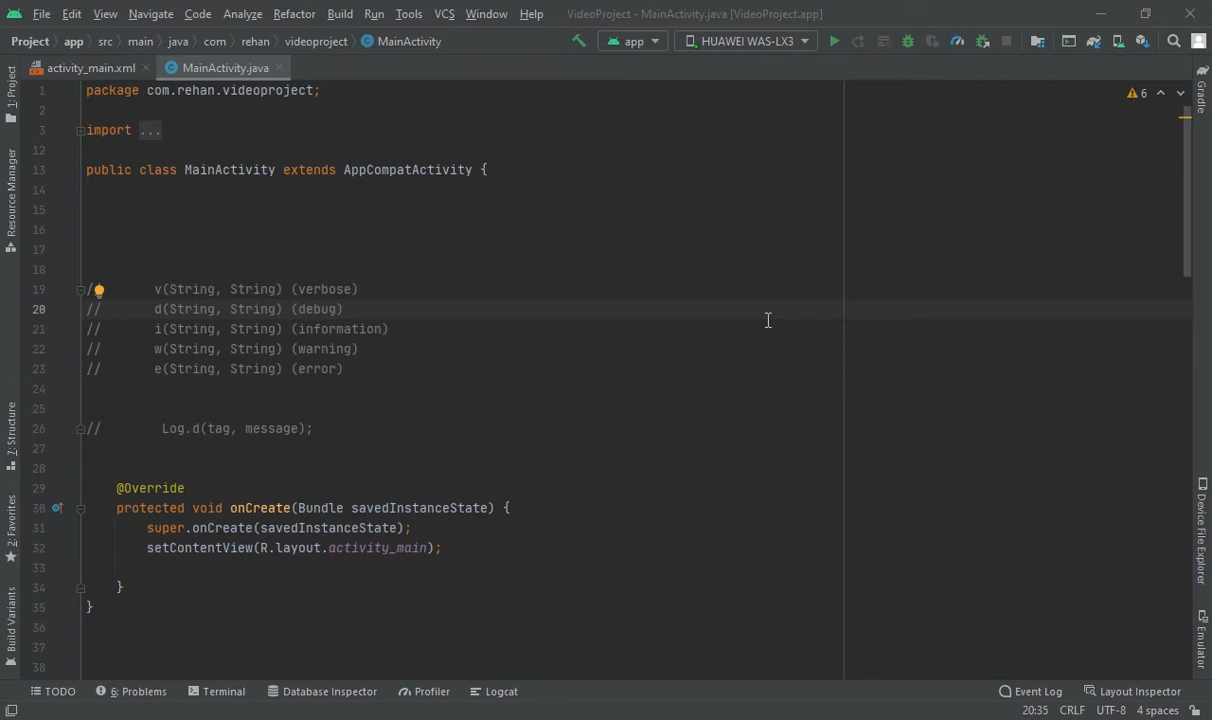 File Edit View Navigate Code Analyze Refactor Build Run Tools VCS Window Help VideoProject - MainActivity.java [VideoProject.app]
Project app src main java com rehan videoproject MainActivity app HUAWEI WAS-LX3
activity_main.xml MainActivity.java
1: Project
Resource Manager
7: Structure
2: Favorites
Build Variants
1 package com.rehan.videoproject; 6
2
3 import ...
12
13 public class MainActivity extends AppCompatActivity {
14
15
16
17
18
19 / v(String, String) (verbose)
20 // d(String, String) (debug)
21 // i(String, String) (information)
22 // w(String, String) (warning)
23 // e(String, String) (error)
24
25
26 // Log.d(tag, message);
27
28
29 @Override
30 protected void onCreate(Bundle savedInstanceState) {
31 super.onCreate(savedInstanceState);
32 setContentView(R.layout.activity_main);
33
34 }
35 }
36
37
38
Gradle
Device File Explorer
Emulator
TODO 6: Problems Terminal Database Inspector Profiler Logcat Event Log Layout Inspector
20:35 CRLF UTF-8 4 spaces